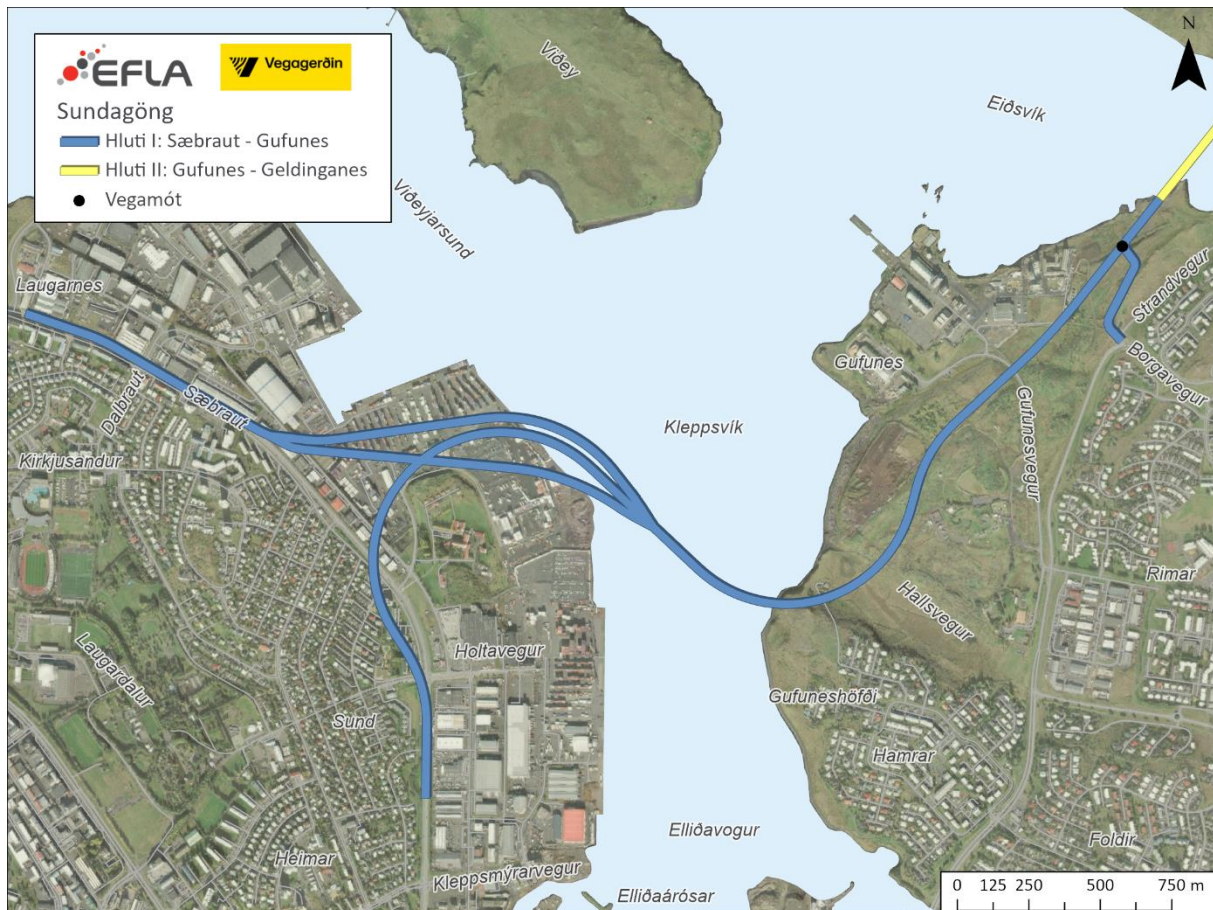 EFLA
Vegagerðin
Sundagöng
Hluti I: Sæbraut - Gufunes
Hluti II: Gufunes - Geldinganes
Vegamót
N
Viðey
Eiðsvík
Viðeyjarsund
Laugarnes
Strandvegur
Borgavegur
Gufunes
Dalbraut
Sæbraut
Kleppsvík
Gufunesvegur
Kirkjusandur
Rimar
Hallsvegur
Laugardalur
Holtavegur
Sund
Gufuneshöfði
Hamrar
Elliðavogur
Foldir
Heimar
Kleppsmýrarvegur
Elliðaárósar
0 125 250 500 750 m